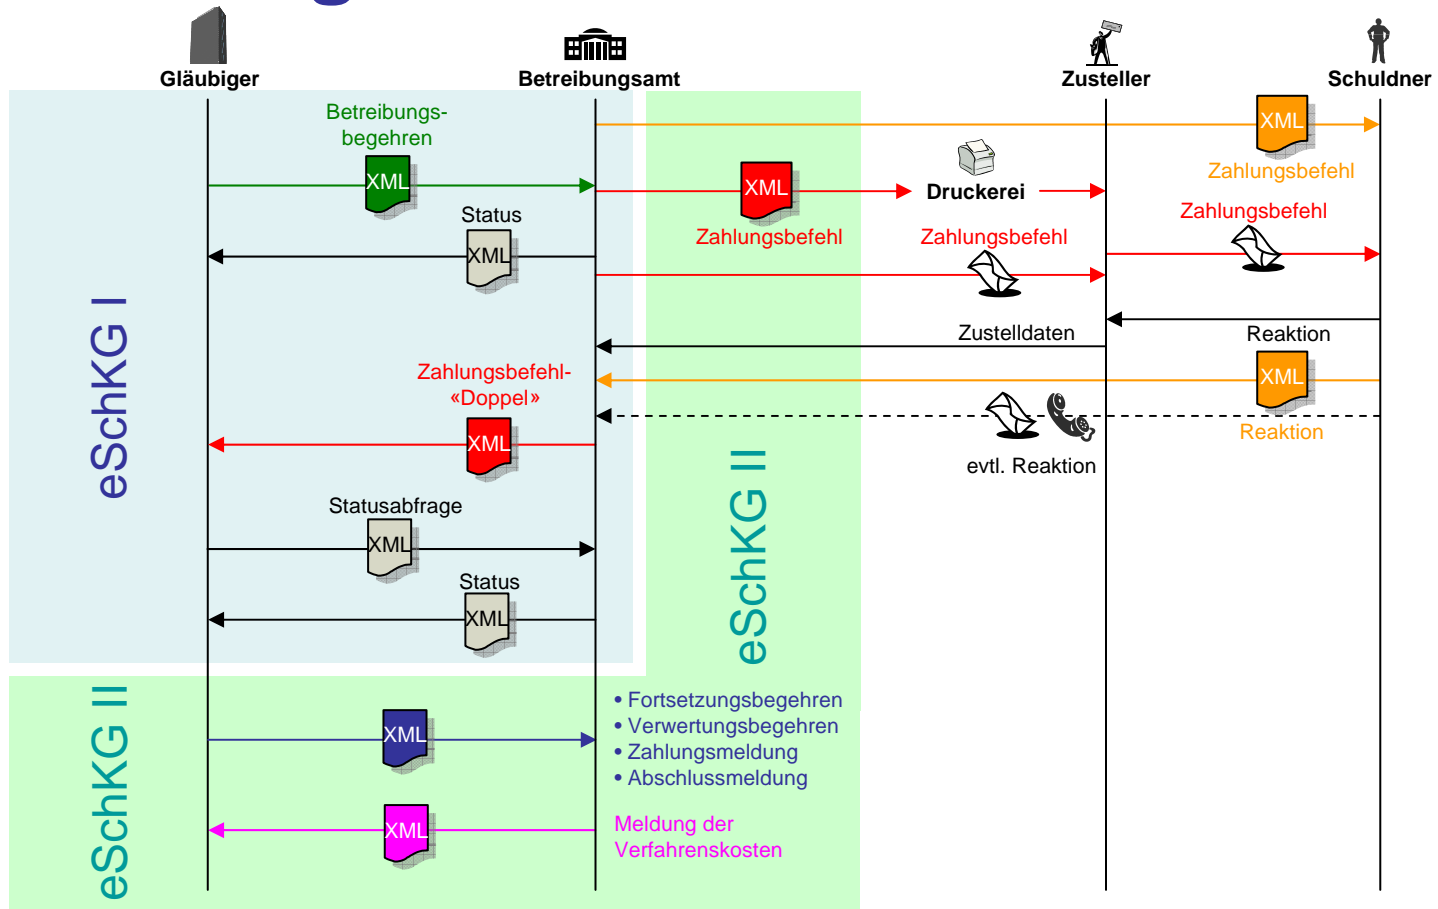 Gläubiger
Betreibungsamt
Zusteller
Schuldner
Betreibungs-
begehren
XML
XML
Zahlungsbefehl
XML
XML
Zahlungsbefehl
Druckerei
Zahlungsbefehl
Zahlungsbefehl
Status
XML
Zustelldaten
Reaktion
XML
Reaktion
evtl. Reaktion
Zahlungsbefehl-
«Doppel»
XML
Statusabfrage
XML
Status
XML
eSchKG I
eSchKG II
eSchKG II
XML
• Fortsetzungsbegehren
• Verwertungsbegehren
• Zahlungsmeldung
• Abschlussmeldung
XML
Meldung der
Verfahrenskosten